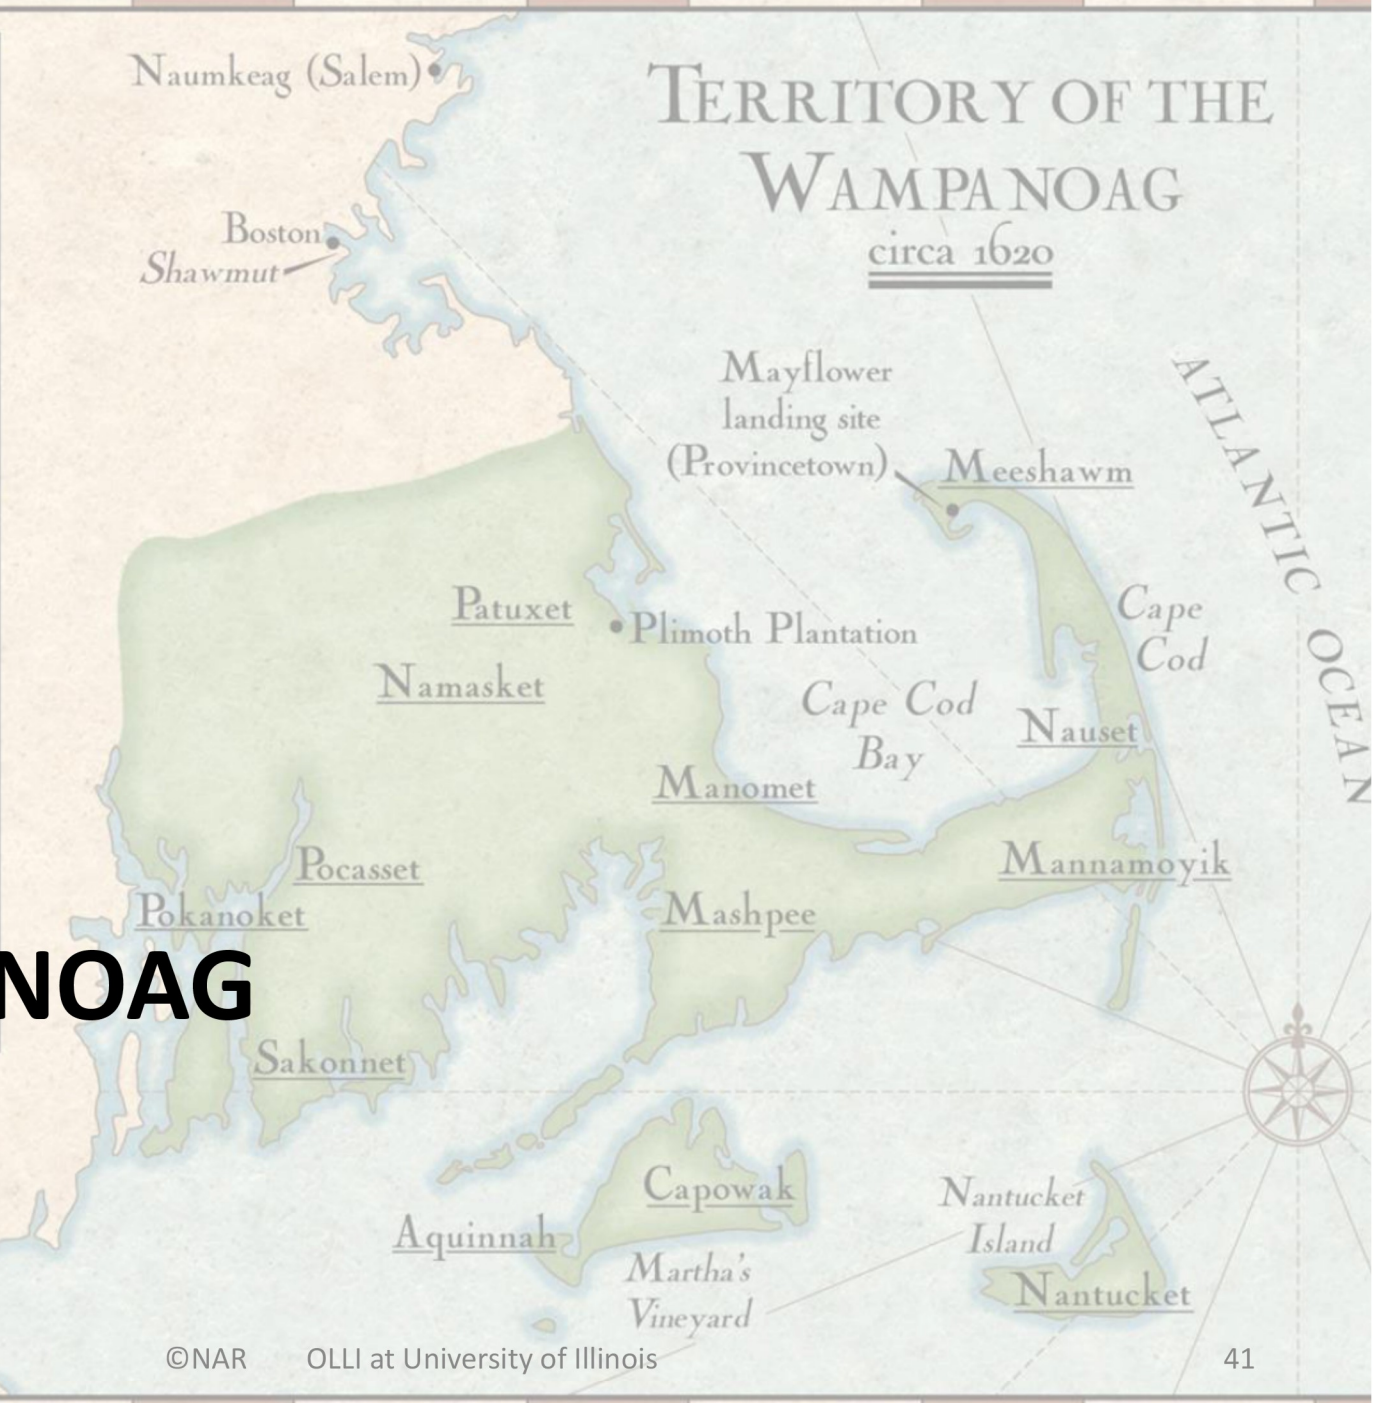 Naumkeag (Salem)
TERRITORY OF THE
WAMPANOAG
circa 1620
Boston
Shawmut
Mayflower
landing site
(Provincetown)
Meeshawm
ATLANTIC OCEAN
Cape
Cod
Patuxet
Plimoth Plantation
Namasket
Cape Cod
Bay
Nauset
Manomet
Pocasset
Mannamoyik
Pokanoket
Mashpee
NOAG
Sakonnet
Capowak
Nantucket
Island
Aquinnah
Martha's
Vineyard
Nantucket
©NAR OLLI at University of Illinois 41